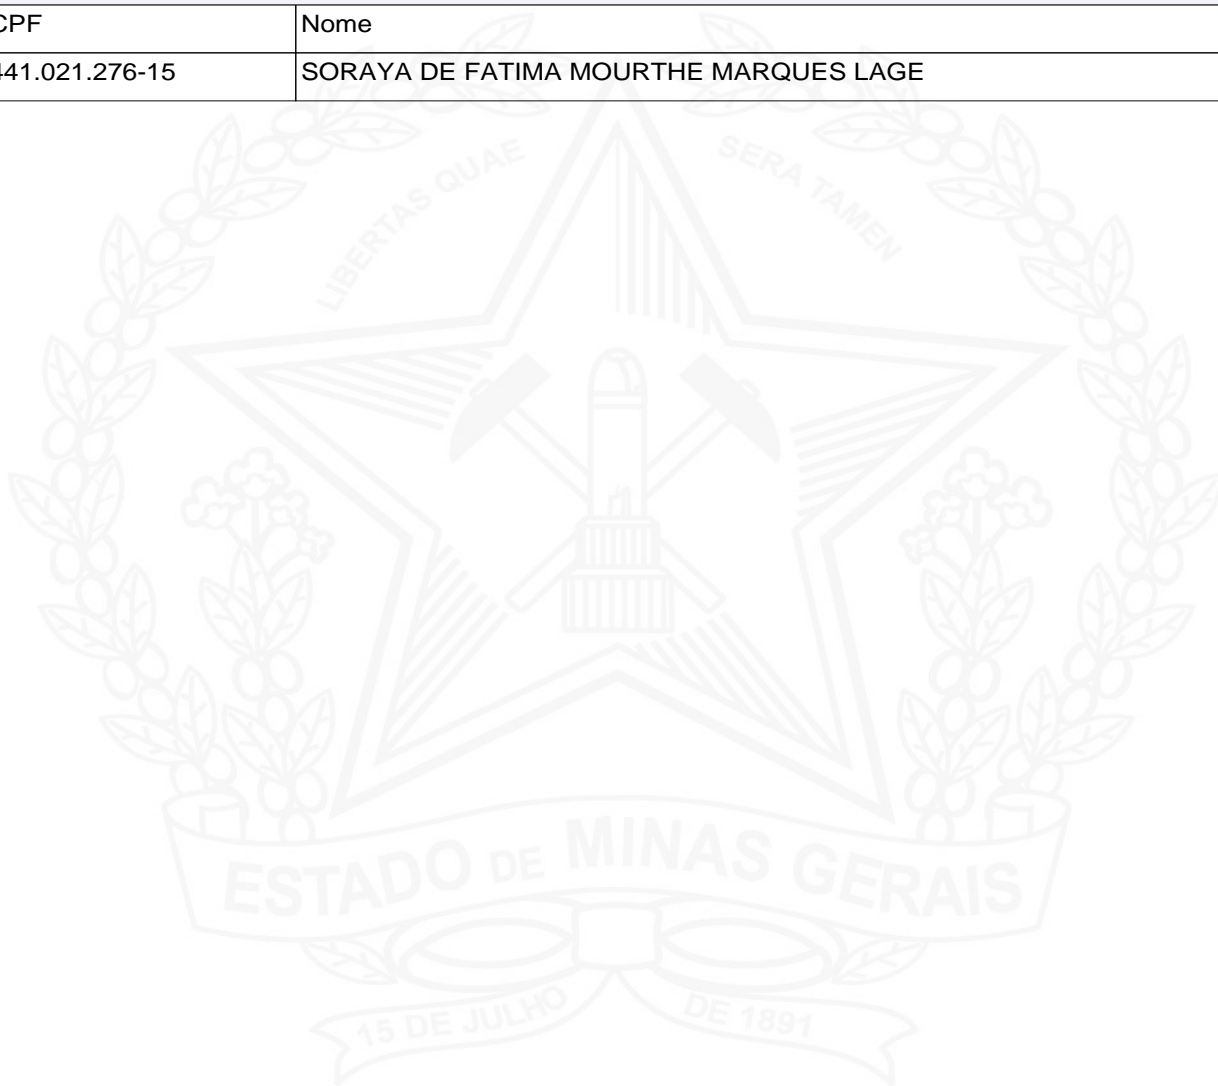 CPF Nome
441.021.276-15 SORAYA DE FATIMA MOURTHE MARQUES LAGE
LIBERTAS QUAE SERA TAMEN
ESTADO DE MINAS GERAIS
15 DE JULHO DE 1891